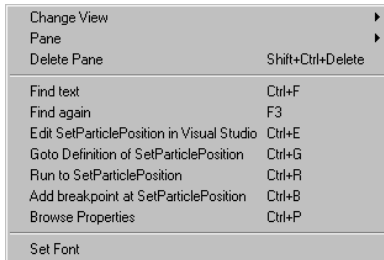 Change View
Pane
Delete Pane Shift+Ctrl+Delete
Find text Ctrl+F
Find again F3
Edit SetParticlePosition in Visual Studio Ctrl+E
Goto Definition of SetParticlePosition Ctrl+G
Run to SetParticlePosition Ctrl+R
Add breakpoint at SetParticlePosition Ctrl+B
Browse Properties Ctrl+P
Set Font